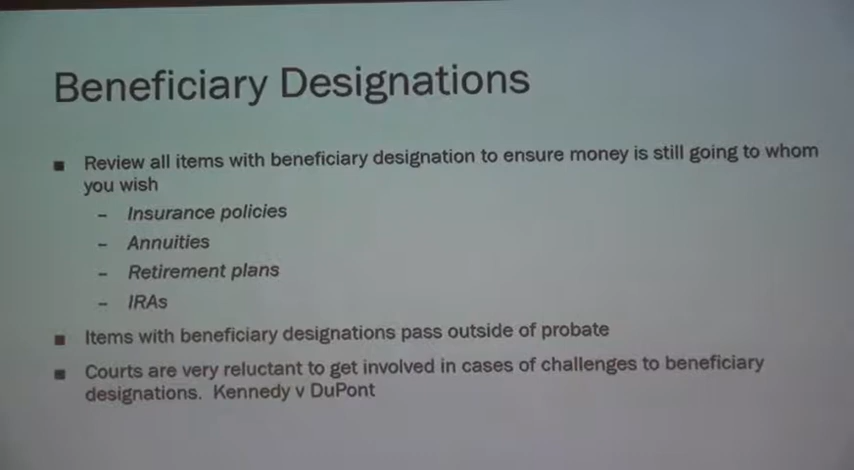 Beneficiary Designations
■ Review all items with beneficiary designation to ensure money is still going to whom
you wish
– Insurance policies
– Annuities
– Retirement plans
– IRAs
■ Items with beneficiary designations pass outside of probate
■ Courts are very reluctant to get involved in cases of challenges to beneficiary
designations. Kennedy v DuPont